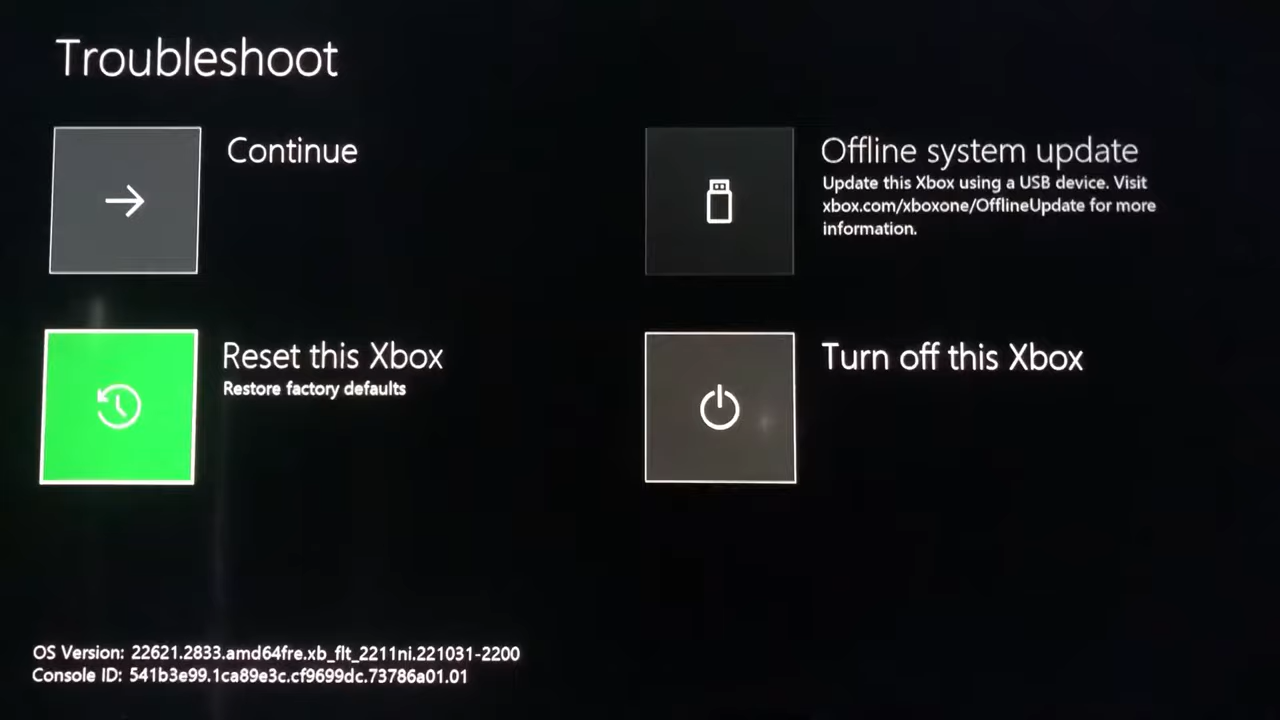 Troubleshoot
Continue
Offline system update
Update this Xbox using a USB device. Visit
xbox.com/xboxone/OfflineUpdate for more
information.
Reset this Xbox
Restore factory defaults
Turn off this Xbox
OS Version: 22621.2833.amd64fre.xb_flt_2211ni.221031-2200
Console ID: 541b3e99.1ca89e3c.cf9699dc.73786a01.01